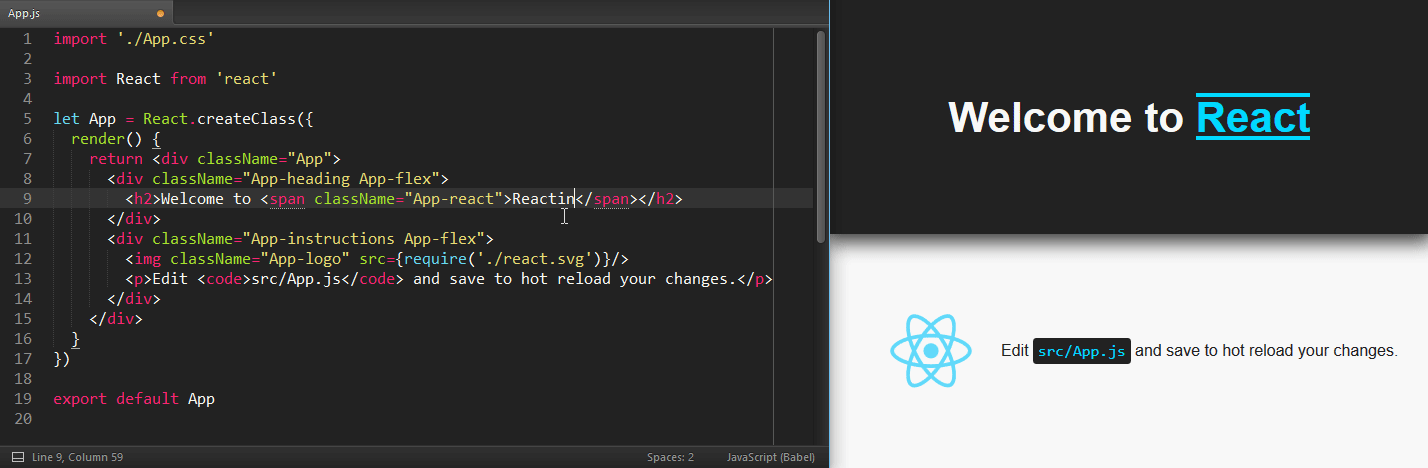 App.js
1 import './App.css'
2
3 import React from 'react'
4
5 let App = React.createClass({
6   render() {
7     return <div className="App">
8       <div className="App-heading App-flex">
9         <h2>Welcome to <span className="App-react">Reactin</span></h2>
10       </div>
11       <div className="App-instructions App-flex">
12         <img className="App-logo" src={require('./react.svg')}/>
13         <p>Edit <code>src/App.js</code> and save to hot reload your changes.</p>
14       </div>
15     </div>
16   }
17 })
18
19 export default App
20
Line 9, Column 59 Spaces: 2 JavaScript (Babel)
Welcome to React
Edit src/App.js and save to hot reload your changes.